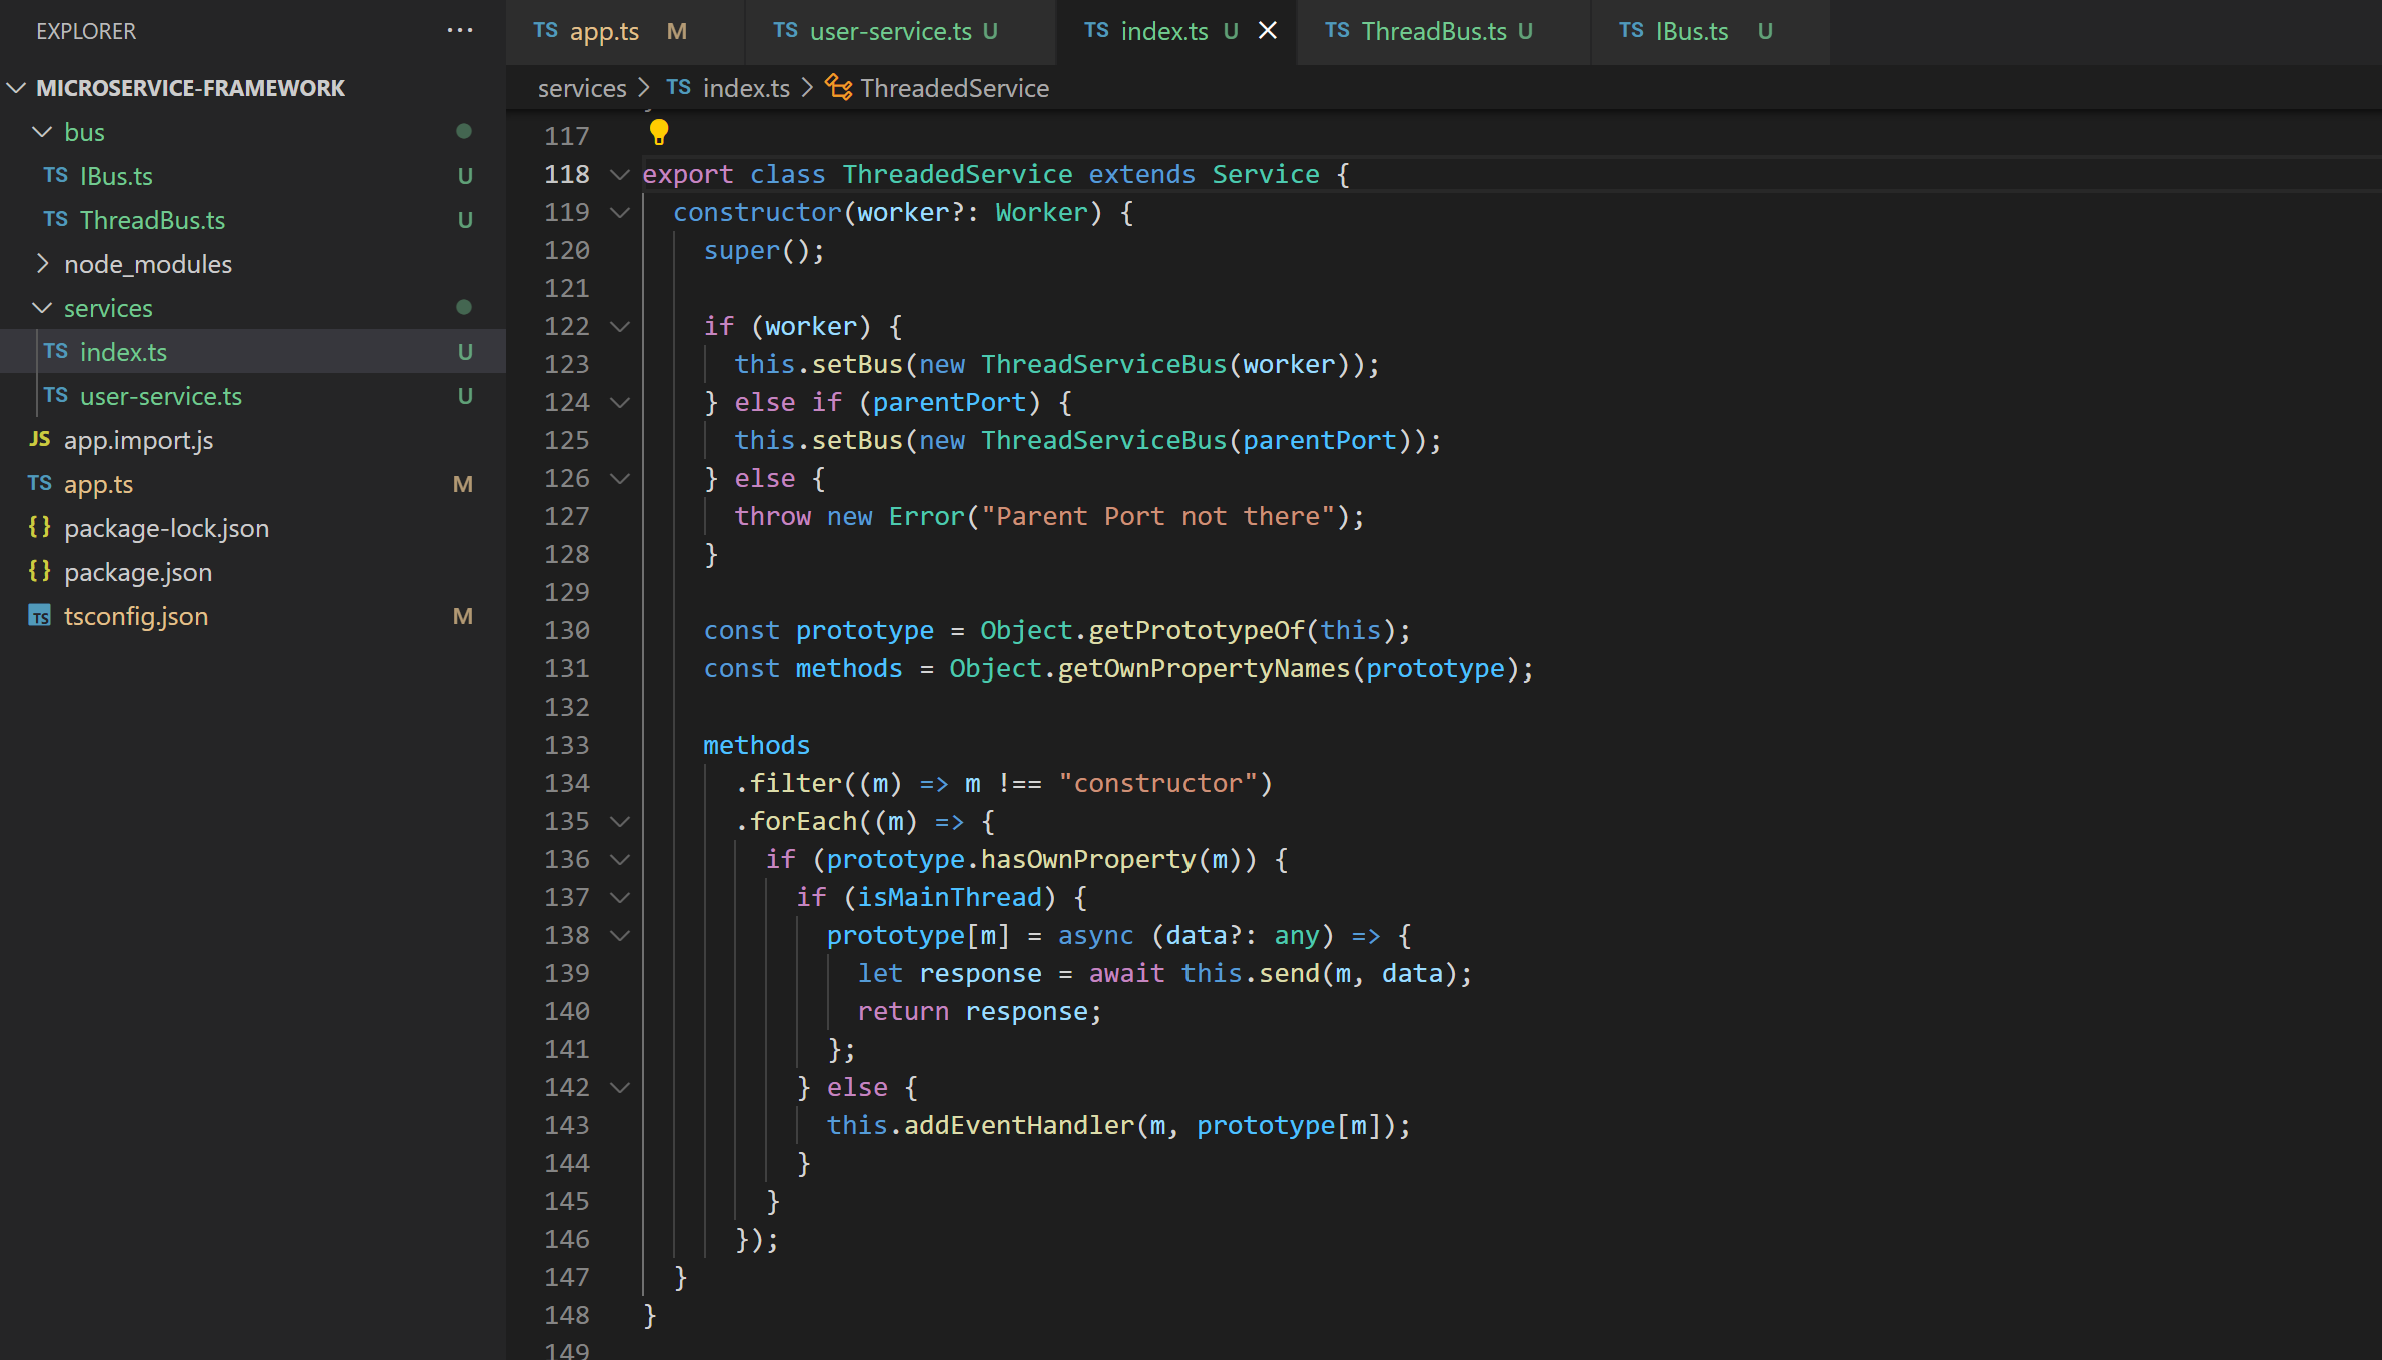 EXPLORER ...
MICROSERVICE-FRAMEWORK
bus
TS IBus.ts U
TS ThreadBus.ts U
node_modules
services
TS index.ts U
TS user-service.ts U
JS app.import.js
TS app.ts M
{} package-lock.json
{} package.json
TS tsconfig.json M
TS app.ts M TS user-service.ts U TS index.ts U TS ThreadBus.ts U TS IBus.ts U
services > TS index.ts > ThreadedService
117
118 export class ThreadedService extends Service {
119   constructor(worker?: Worker) {
120     super();
121
122     if (worker) {
123       this.setBus(new ThreadServiceBus(worker));
124     } else if (parentPort) {
125       this.setBus(new ThreadServiceBus(parentPort));
126     } else {
127       throw new Error("Parent Port not there");
128     }
129
130     const prototype = Object.getPrototypeOf(this);
131     const methods = Object.getOwnPropertyNames(prototype);
132
133     methods
134       .filter((m) => m !== "constructor")
135       .forEach((m) => {
136         if (prototype.hasOwnProperty(m)) {
137           if (isMainThread) {
138             prototype[m] = async (data?: any) => {
139               let response = await this.send(m, data);
140               return response;
141             };
142           } else {
143             this.addEventHandler(m, prototype[m]);
144           }
145         }
146       });
147   }
148 }
149